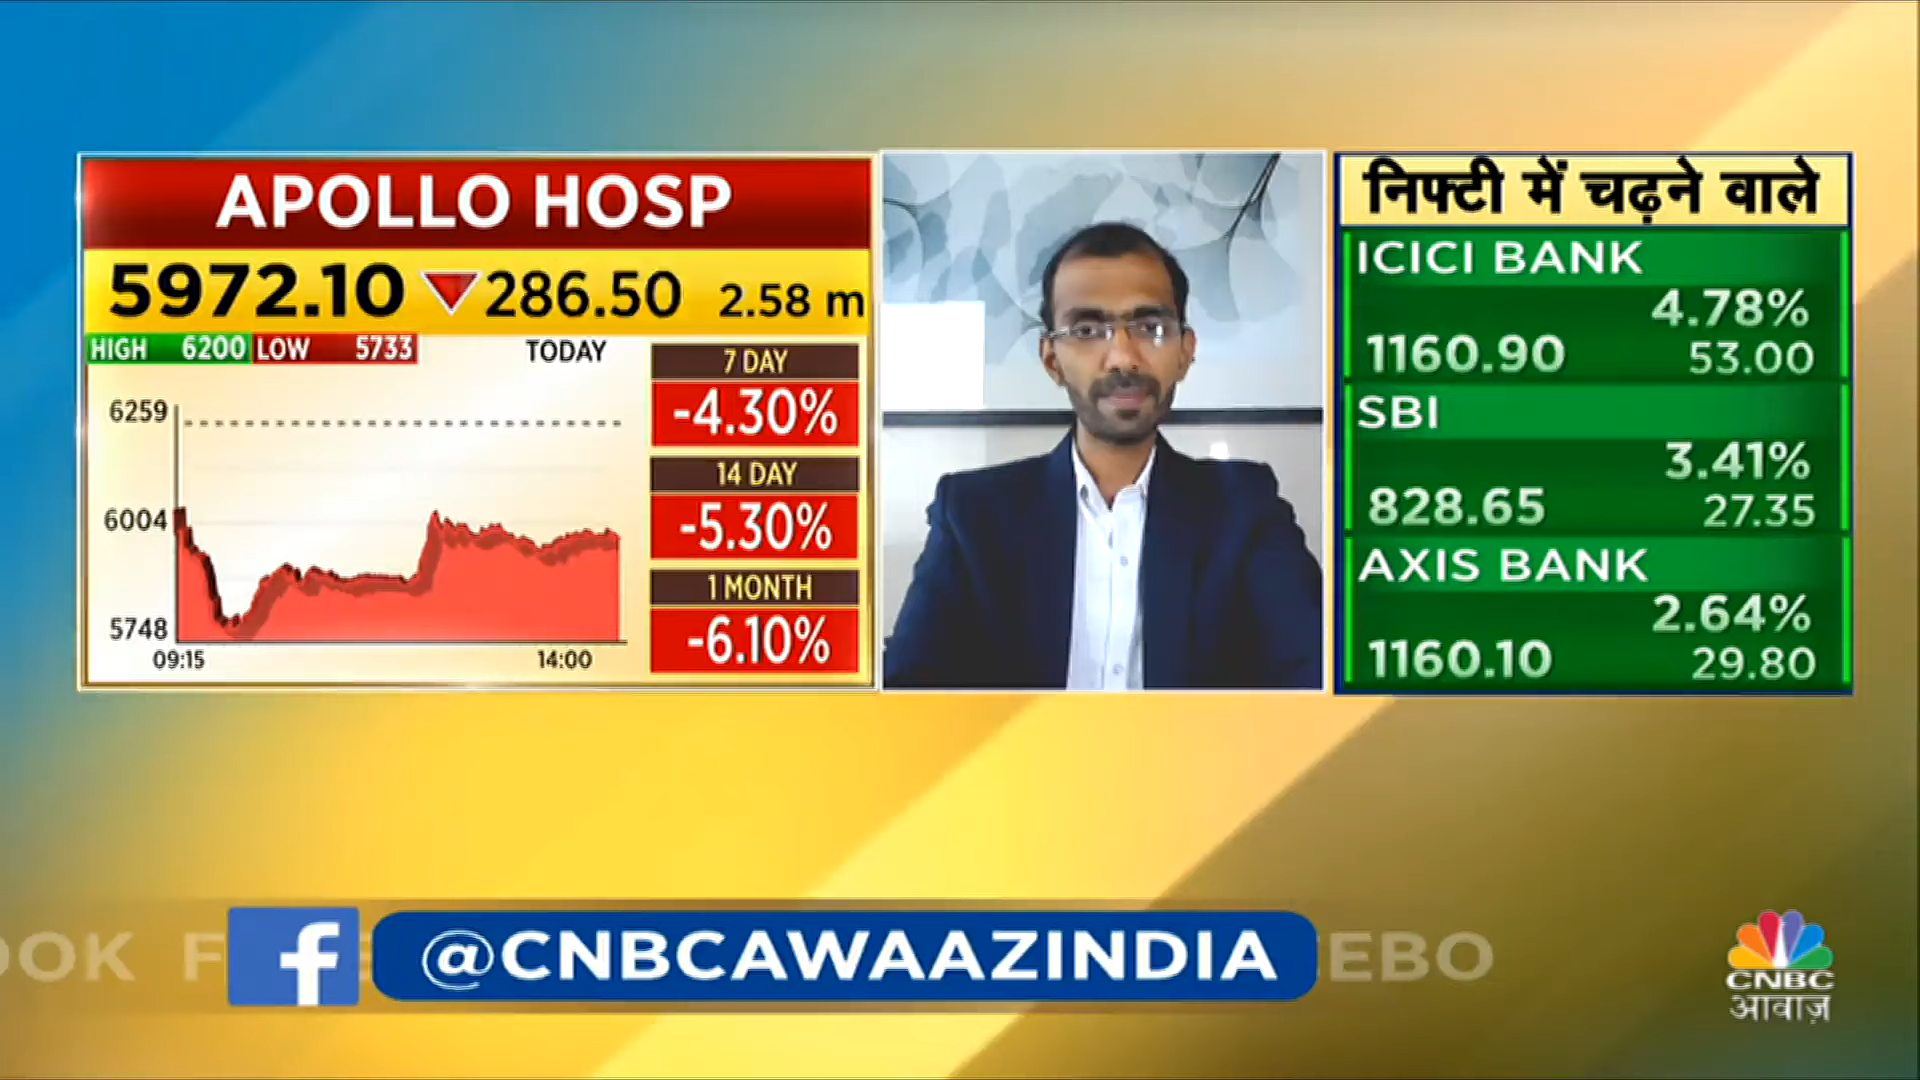 APOLLO HOSP
5972.10 ▼286.50 2.58 m
HIGH 6200 LOW 5733
TODAY
6259
6004
5748
09:15 14:00
7 DAY
-4.30%
14 DAY
-5.30%
1 MONTH
-6.10%
निफ्टी में चढ़ने वाले
ICICI BANK
4.78%
1160.90 53.00
SBI
3.41%
828.65 27.35
AXIS BANK
2.64%
1160.10 29.80
OOK F f @CNBCAWAAZINDIA EBO
CNBC
आवाज़